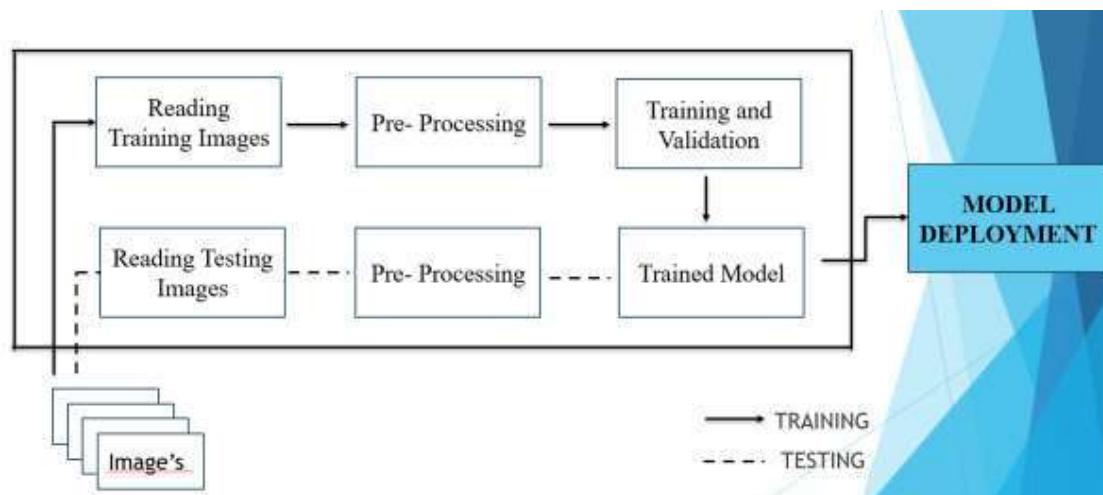 Reading
Training Images
Pre- Processing
Training and
Validation
Reading Testing
Images
Pre- Processing
Trained Model
MODEL
DEPLOYMENT
Image's
TRAINING
TESTING